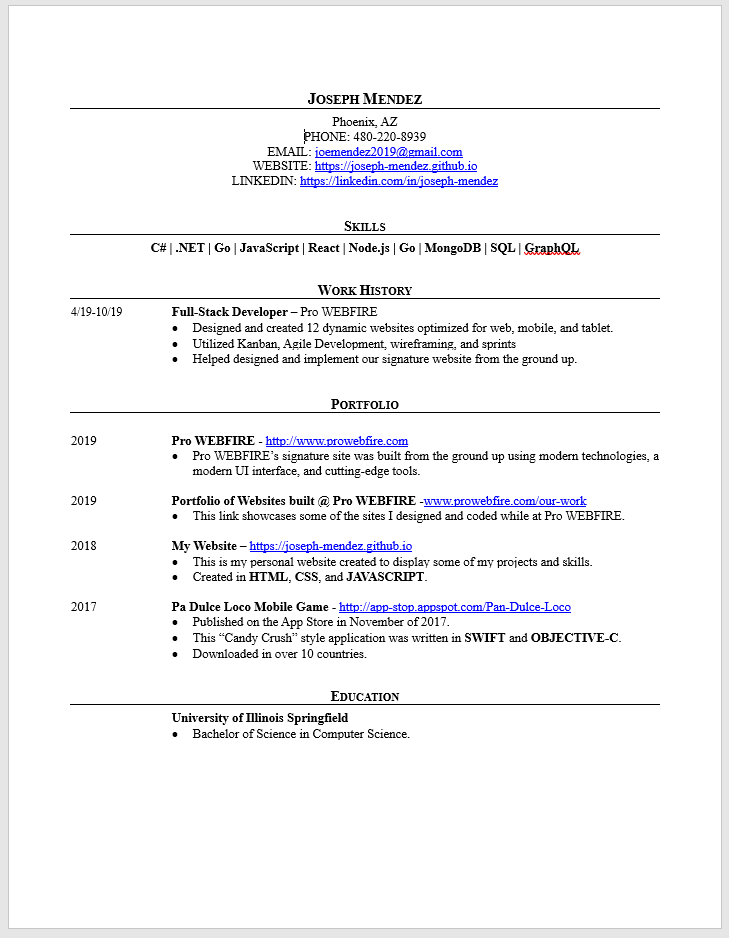 JOSEPH MENDEZ
Phoenix, AZ
PHONE: 480-220-8939
EMAIL: joemendez2019@gmail.com
WEBSITE: https://joseph-mendez.github.io
LINKEDIN: https://linkedin.com/in/joseph-mendez
SKILLS
C# | .NET | Go | JavaScript | React | Node.js | Go | MongoDB | SQL | GraphQL
WORK HISTORY
4/19-10/19 Full-Stack Developer – Pro WEBFIRE
• Designed and created 12 dynamic websites optimized for web, mobile, and tablet.
• Utilized Kanban, Agile Development, wireframing, and sprints
• Helped designed and implement our signature website from the ground up.
PORTFOLIO
2019 Pro WEBFIRE - http://www.prowebfire.com
• Pro WEBFIRE’s signature site was built from the ground up using modern technologies, a
modern UI interface, and cutting-edge tools.
2019 Portfolio of Websites built @ Pro WEBFIRE -www.prowebfire.com/our-work
• This link showcases some of the sites I designed and coded while at Pro WEBFIRE.
2018 My Website – https://joseph-mendez.github.io
• This is my personal website created to display some of my projects and skills.
• Created in HTML, CSS, and JAVASCRIPT.
2017 Pa Dulce Loco Mobile Game - http://app-stop.appspot.com/Pan-Dulce-Loco
• Published on the App Store in November of 2017.
• This “Candy Crush” style application was written in SWIFT and OBJECTIVE-C.
• Downloaded in over 10 countries.
EDUCATION
University of Illinois Springfield
• Bachelor of Science in Computer Science.